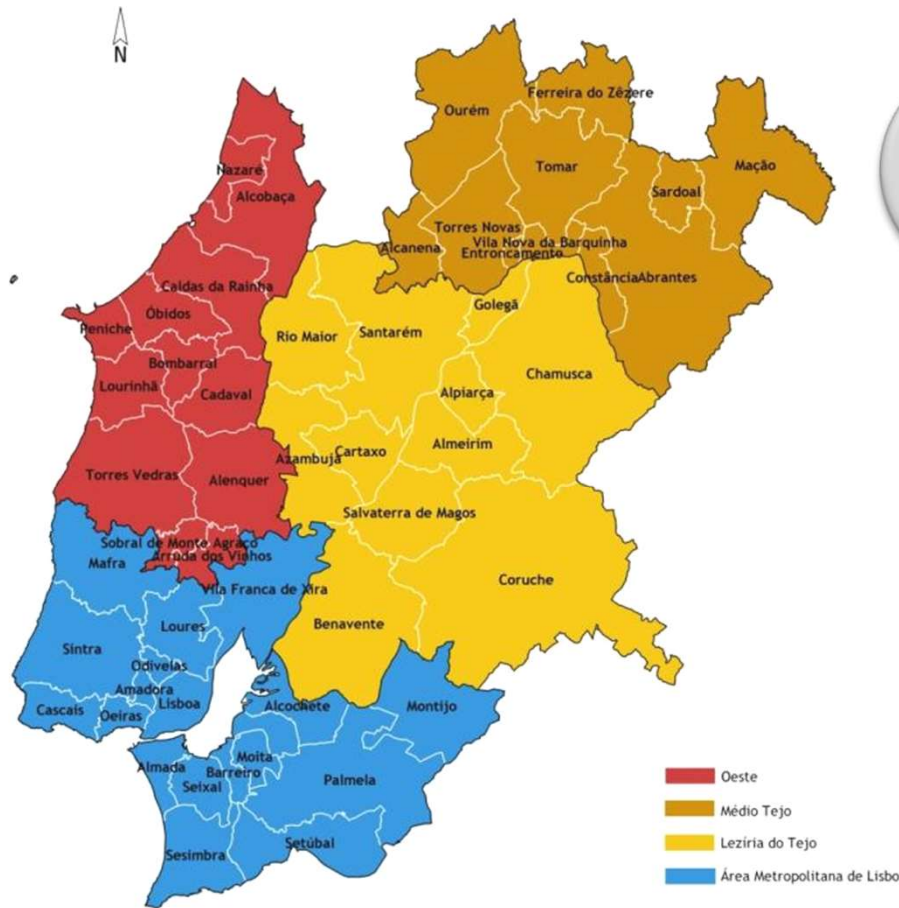 N
Ferreira do Zêzere
Ourém
Tomar
Mação
Sardoal
Nazaré
Alcobaça
Torres Novas
Vila Nova da Barquinha
Alcanena
Entroncamento
Constância
Abrantes
Caldas da Rainha
Golegã
Óbidos
Peniche
Rio Maior
Santarém
Bombarral
Chamusca
Lourinhã
Cadaval
Alpiarça
Almeirim
Cartaxo
Azambuja
Torres Vedras
Alenquer
Salvaterra de Magos
Sobral de Monte Agraço
Arruda dos Vinhos
Mafra
Coruche
Vila Franca de Xira
Benavente
Loures
Sintra
Odivelas
Amadora
Lisboa
Cascais
Oeiras
Alcochete
Montijo
Moita
Almada
Barreiro
Seixal
Palmela
Setúbal
Sesimbra
Oeste
Médio Tejo
Lezíria do Tejo
Área Metropolitana de Lisbo